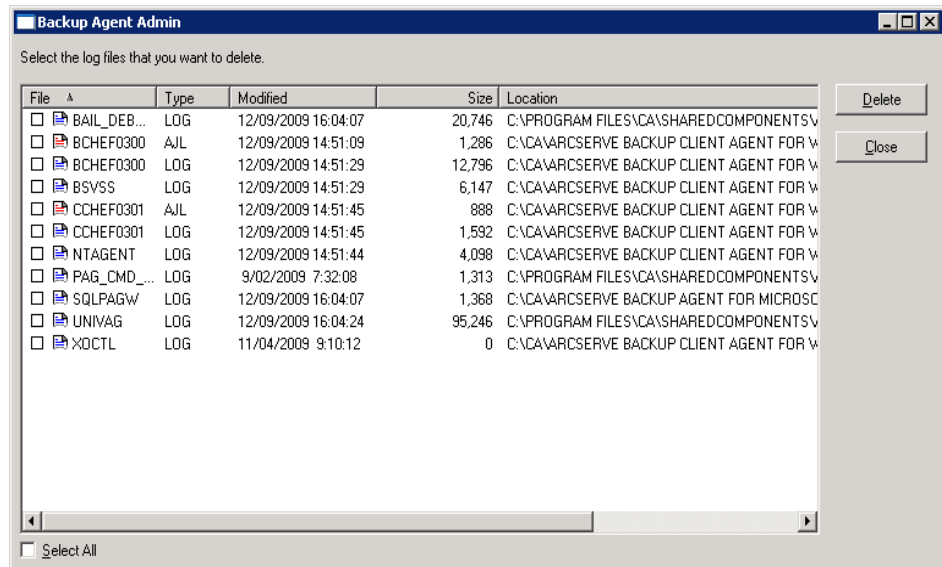 Backup Agent Admin
Select the log files that you want to delete.
File Type Modified Size Location
BAIL_DEB... LOG 12/09/2009 16:04:07 20,746 C:\PROGRAM FILES\CA\SHAREDCOMPONENTS\
BCHEF0300 AJL 12/09/2009 14:51:09 1,286 C:\CA\ARCSERVE BACKUP CLIENT AGENT FOR
BCHEF0300 LOG 12/09/2009 14:51:29 12,796 C:\CA\ARCSERVE BACKUP CLIENT AGENT FOR
BSVSS LOG 12/09/2009 14:51:29 6,147 C:\CA\ARCSERVE BACKUP CLIENT AGENT FOR
CCHEF0301 AJL 12/09/2009 14:51:45 888 C:\CA\ARCSERVE BACKUP CLIENT AGENT FOR
CCHEF0301 LOG 12/09/2009 14:51:45 1,592 C:\CA\ARCSERVE BACKUP CLIENT AGENT FOR
NTAGENT LOG 12/09/2009 14:51:44 4,098 C:\CA\ARCSERVE BACKUP CLIENT AGENT FOR
PAG_CMD_... LOG 9/02/2009 7:32:08 1,313 C:\PROGRAM FILES\CA\SHAREDCOMPONENTS\
SQLPAGW LOG 12/09/2009 16:04:07 1,368 C:\CA\ARCSERVE BACKUP AGENT FOR MICROSC
UNIVAG LOG 12/09/2009 16:04:24 95,246 C:\PROGRAM FILES\CA\SHAREDCOMPONENTS\
XOCTL LOG 11/04/2009 9:10:12 0 C:\CA\ARCSERVE BACKUP CLIENT AGENT FOR
Delete
Close
Select All